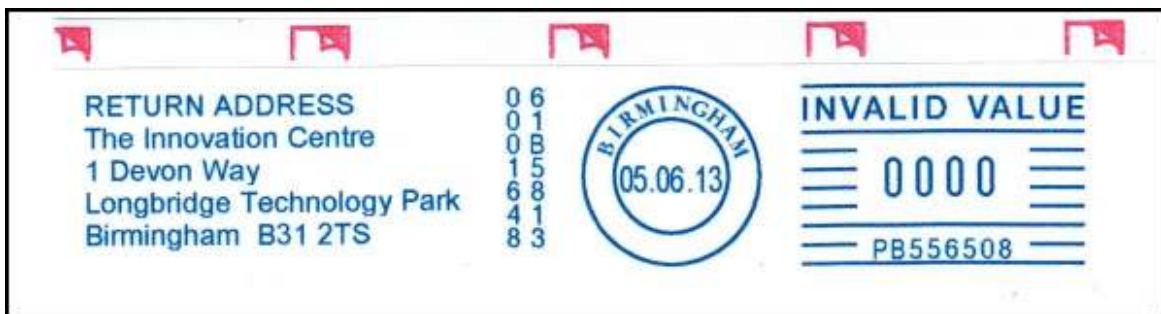 RETURN ADDRESS
The Innovation Centre
1 Devon Way
Longbridge Technology Park
Birmingham B31 2TS
0 6
0 1
0 B
1 5
6 8
4 1
8 3
BIRMINGHAM
05.06.13
INVALID VALUE
0000
PB556508